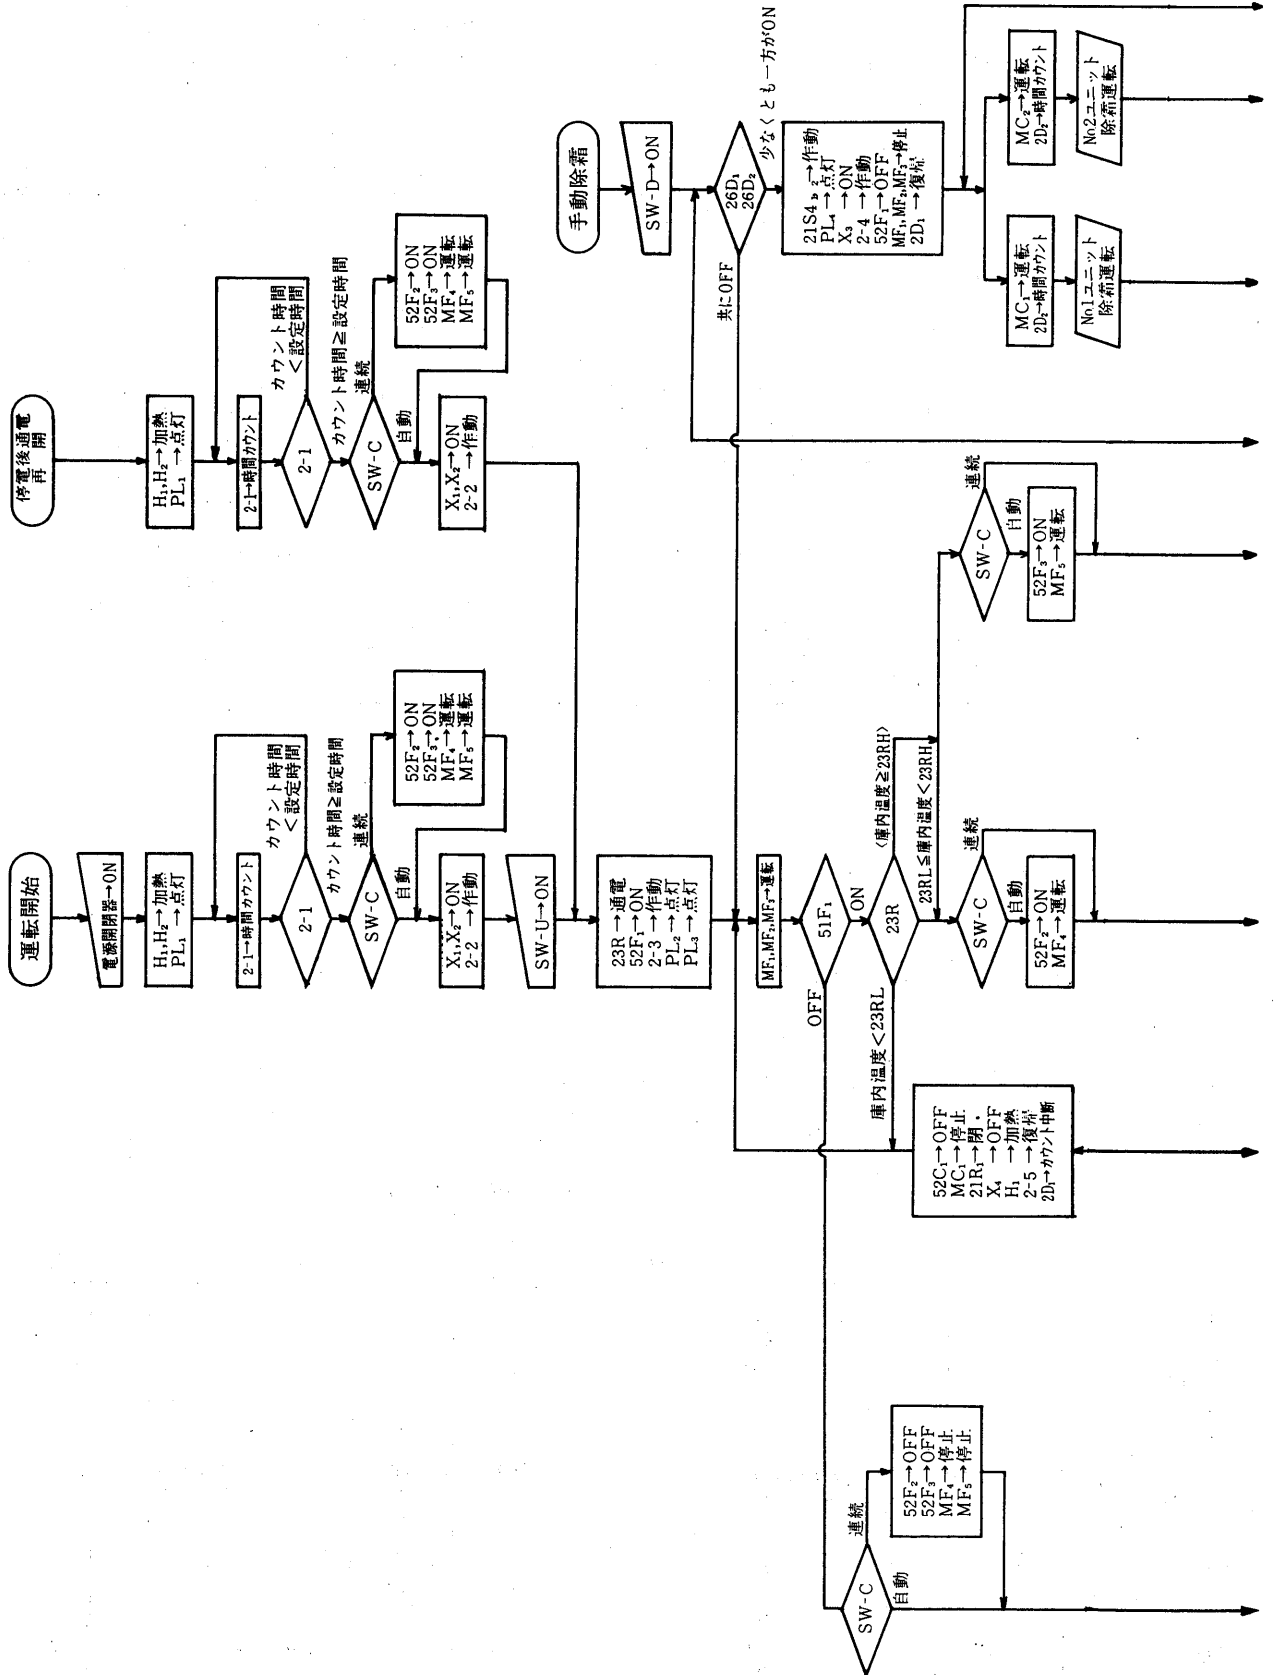 運転開始
電源開閉器→ON
H₁,H₂→加熱
PL₁→点灯
2-1→時間カウント
2-1
カウント時間
<設定時間
カウント時間≧設定時間
SW-C
連続
自動
52F₂→ON
52F₃→ON
MF₄→運転
MF₅→運転
X₁,X₂→ON
2-2→作動
SW-U→ON
23R→通電
52F₁→ON
2-3→作動
PL₂→点灯
PL₃→点灯
MF₁,MF₂,MF₃→運転
51F₁
OFF
ON
23R
〈庫内温度≧23RH〉
23RL≦庫内温度<23RH
庫内温度<23RL
SW-C
連続
自動
52F₂→ON
MF₄→運転
SW-C
連続
自動
52F₃→ON
MF₅→運転
52C₁→OFF
MC₁→停止
21R₁→閉
X₄→OFF
H₁→加熱
2-5→復帰
2D₁→カウント中断
SW-C
連続
自動
52F₂→OFF
52F₃→OFF
MF₄→停止
MF₅→停止
停電後通電
再開
H₁,H₂→加熱
PL₁→点灯
2-1→時間カウント
2-1
カウント時間
<設定時間
カウント時間≧設定時間
SW-C
連続
自動
52F₂→ON
52F₃→ON
MF₄→運転
MF₅→運転
X₁,X₂→ON
2-2→作動
手動除霜
SW-D→ON
26D₁
26D₂
共にOFF
少なくとも一方がON
21S4₁,₂→作動
PL₄→点灯
X₃→ON
2-4→作動
52F₁→OFF
MF₁,MF₂,MF₃→停止
2D₁→復帰
MC₁→運転
2D₂→時間カウント
No1ユニット
除霜運転
MC₂→運転
2D₂→時間カウント
No2ユニット
除霜運転